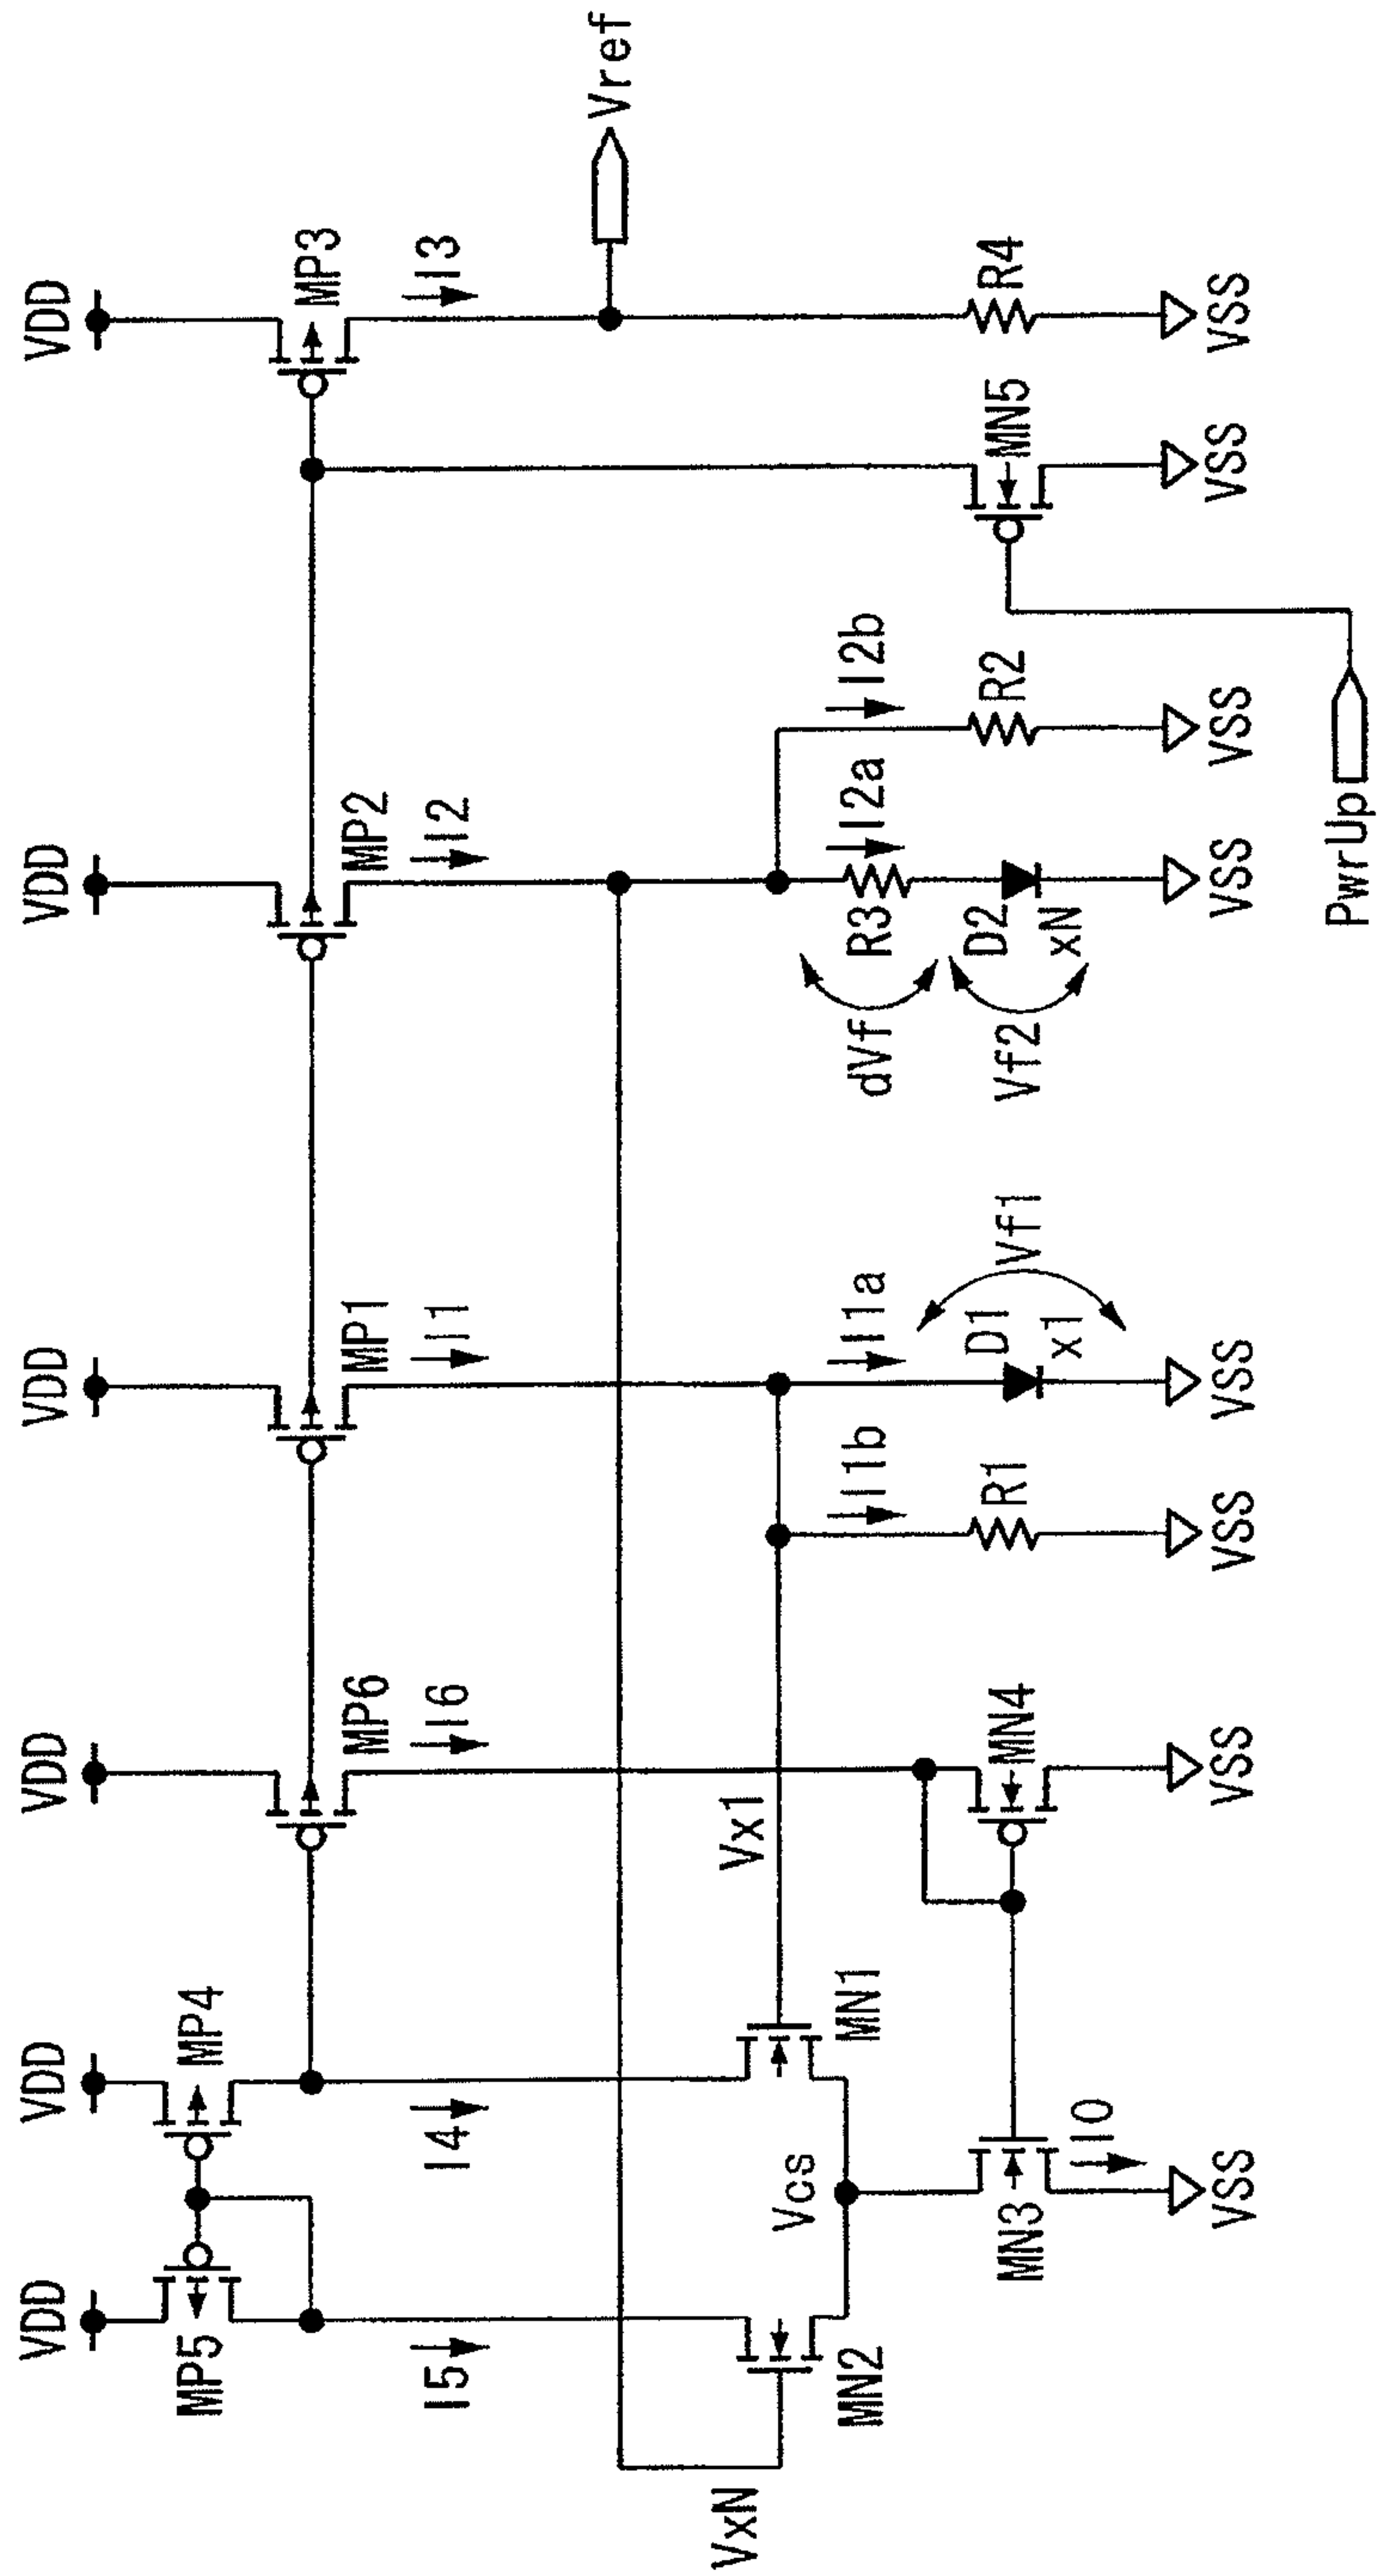 VDD
VDD
VDD
VDD
VDD
VDD
MP5
MP4
MP6
MP1
MP2
MP3
I5
I4
I6
I1
I2
I3
Vref
VxN
Vx1
MN2
MN1
Vcs
I1b
I1a
I2a
I2b
MN3
I0
MN4
R1
D1
x1
Vf1
dVf
Vf2
R3
D2
xN
R2
MN5
R4
VSS
VSS
VSS
VSS
VSS
VSS
VSS
VSS
PwrUp